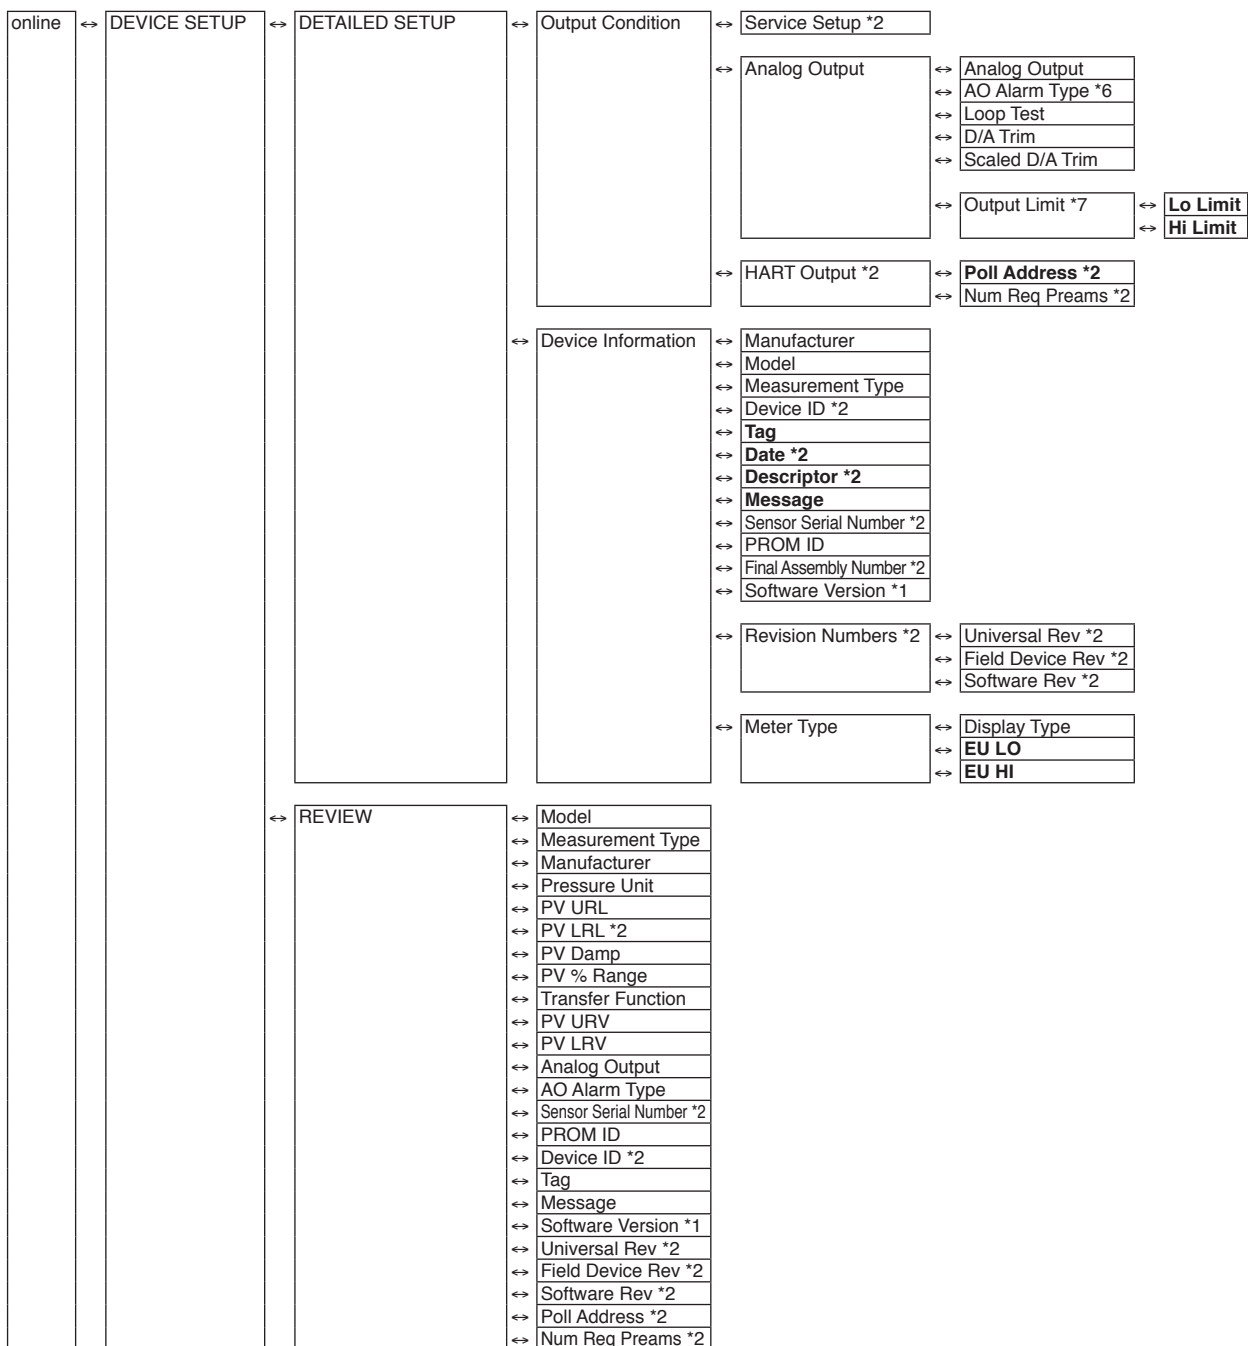 online ↔ DEVICE SETUP ↔ DETAILED SETUP ↔ Output Condition ↔ Service Setup *2
↔ Analog Output ↔ Analog Output
↔ AO Alarm Type *6
↔ Loop Test
↔ D/A Trim
↔ Scaled D/A Trim
↔ Output Limit *7 ↔ Lo Limit
↔ Hi Limit
↔ HART Output *2 ↔ Poll Address *2
↔ Num Req Preams *2
↔ Device Information ↔ Manufacturer
↔ Model
↔ Measurement Type
↔ Device ID *2
↔ Tag
↔ Date *2
↔ Descriptor *2
↔ Message
↔ Sensor Serial Number *2
↔ PROM ID
↔ Final Assembly Number *2
↔ Software Version *1
↔ Revision Numbers *2 ↔ Universal Rev *2
↔ Field Device Rev *2
↔ Software Rev *2
↔ Meter Type ↔ Display Type
↔ EU LO
↔ EU HI
↔ REVIEW ↔ Model
↔ Measurement Type
↔ Manufacturer
↔ Pressure Unit
↔ PV URL
↔ PV LRL *2
↔ PV Damp
↔ PV % Range
↔ Transfer Function
↔ PV URV
↔ PV LRV
↔ Analog Output
↔ AO Alarm Type
↔ Sensor Serial Number *2
↔ PROM ID
↔ Device ID *2
↔ Tag
↔ Message
↔ Software Version *1
↔ Universal Rev *2
↔ Field Device Rev *2
↔ Software Rev *2
↔ Poll Address *2
↔ Num Req Preams *2